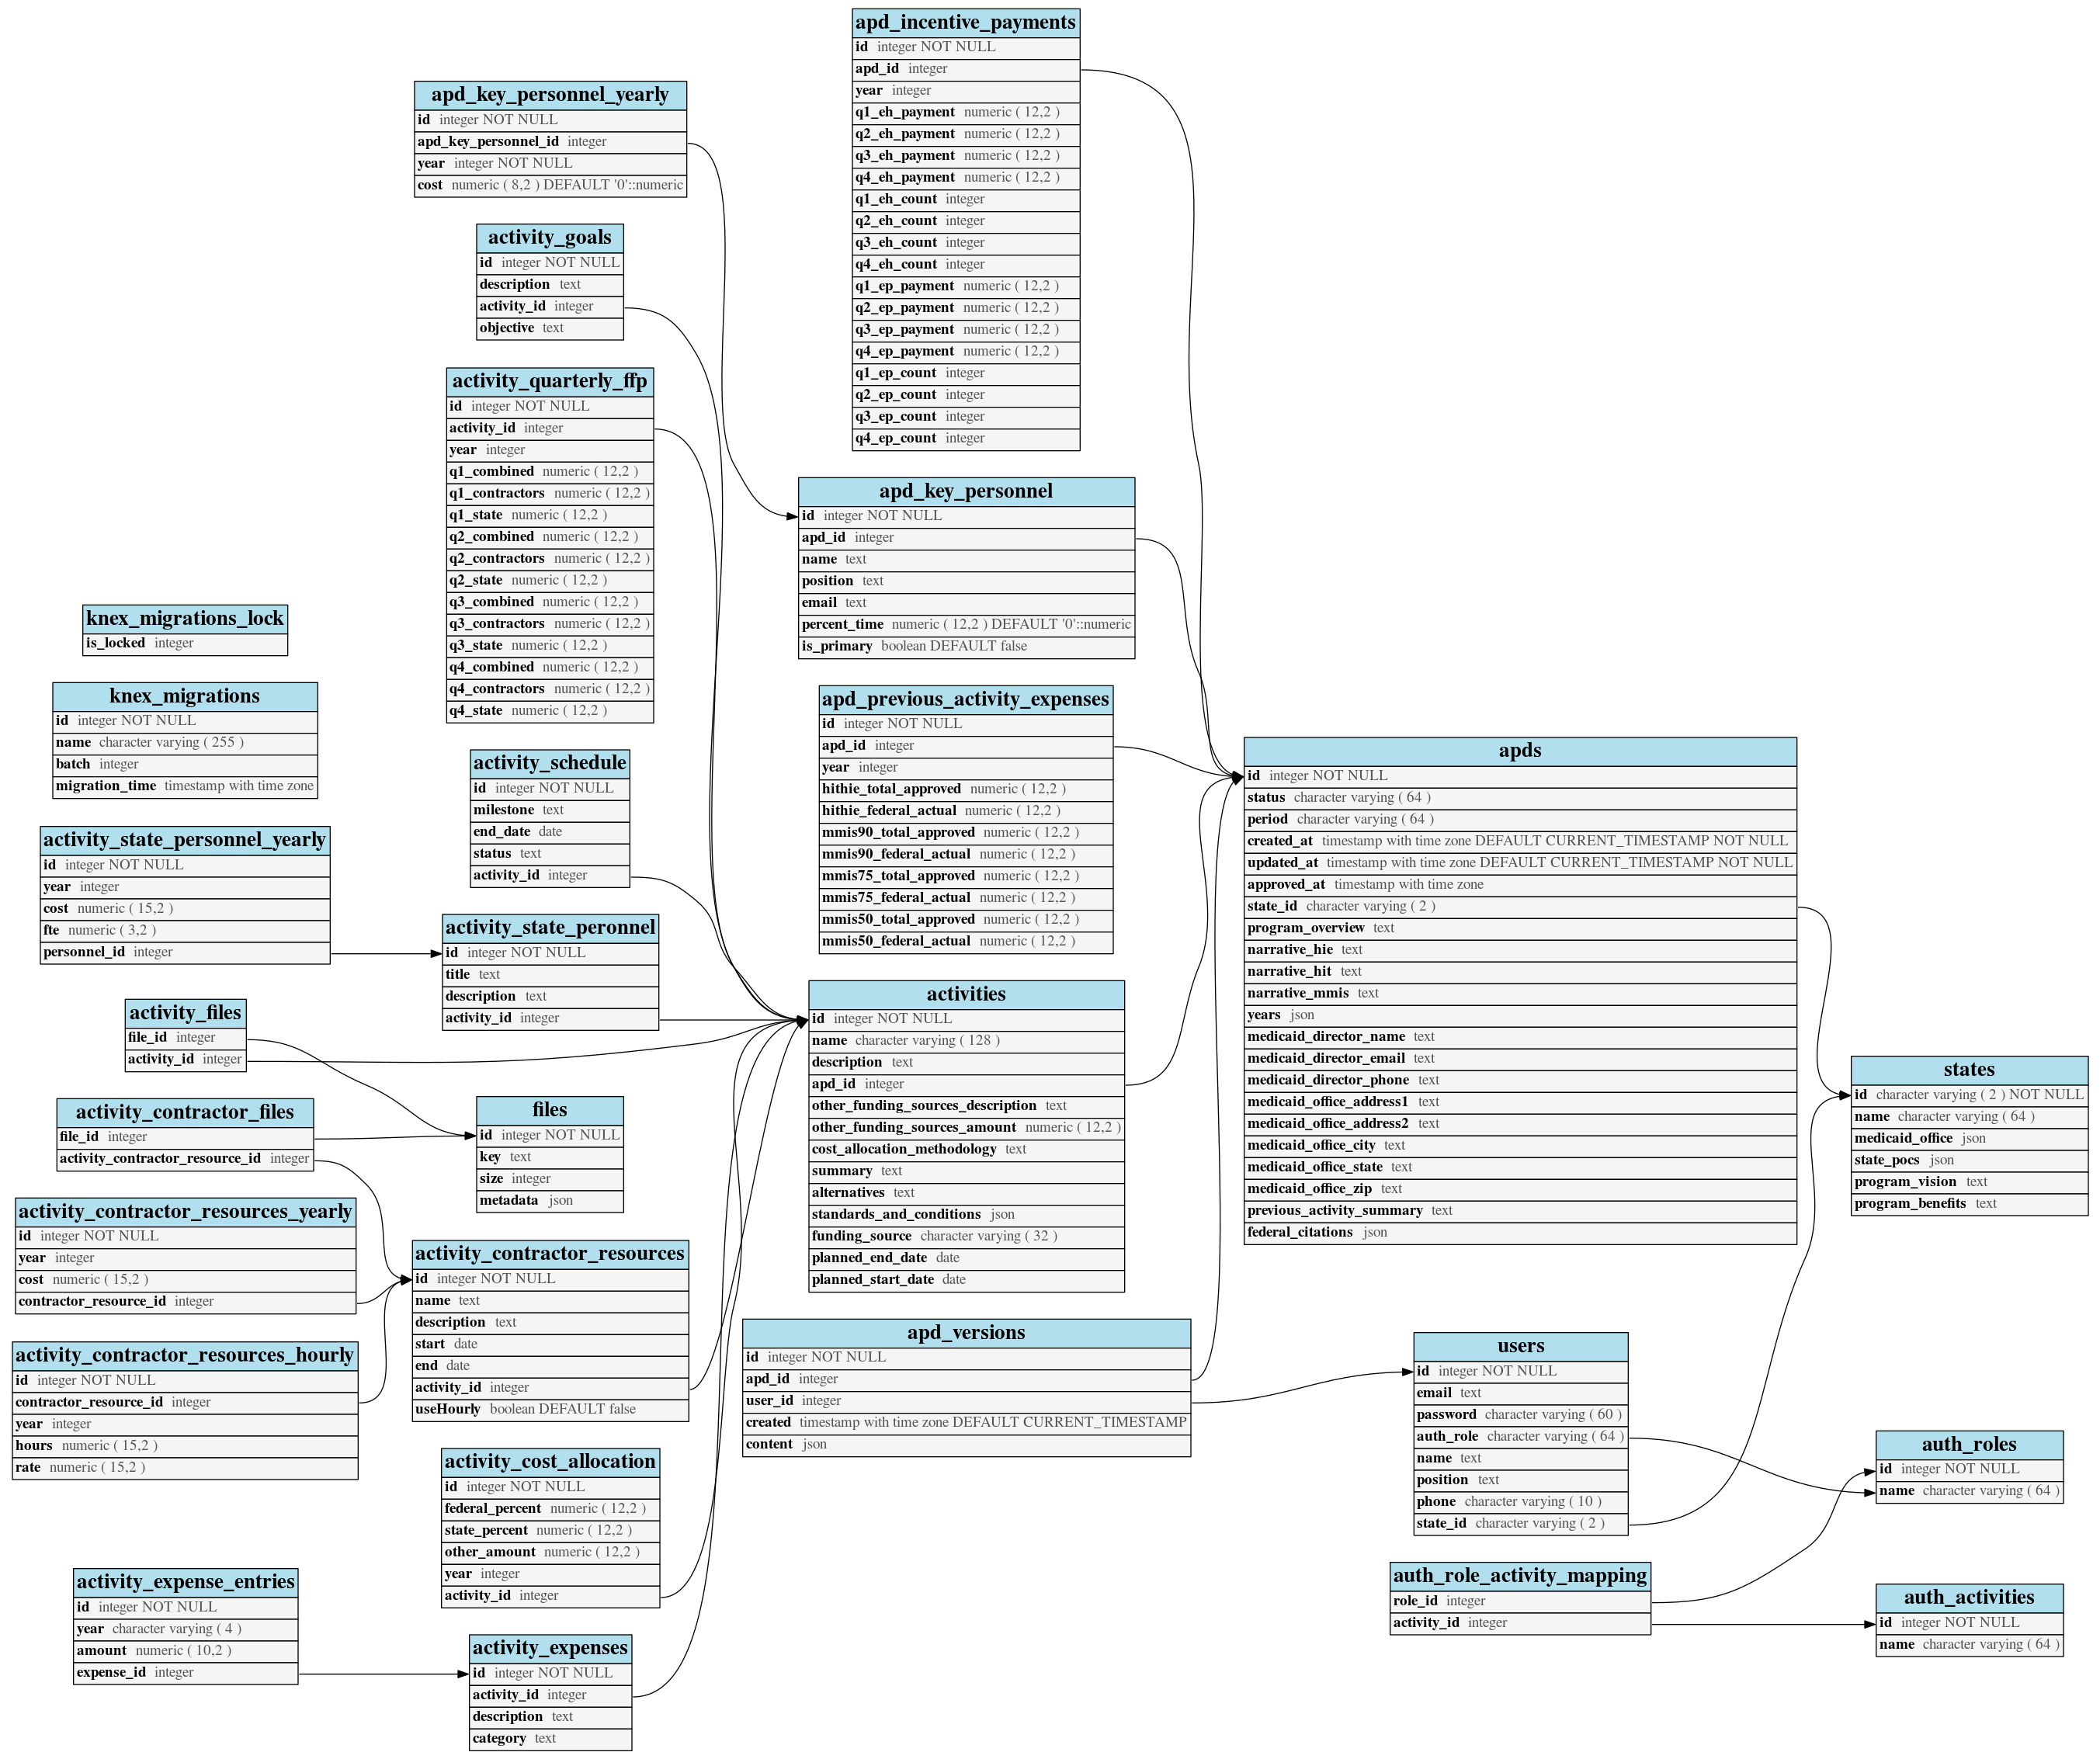 apd_incentive_payments
id integer NOT NULL
apd_id integer
year integer
q1_eh_payment numeric ( 12,2 )
q2_eh_payment numeric ( 12,2 )
q3_eh_payment numeric ( 12,2 )
q4_eh_payment numeric ( 12,2 )
q1_eh_count integer
q2_eh_count integer
q3_eh_count integer
q4_eh_count integer
q1_ep_payment numeric ( 12,2 )
q2_ep_payment numeric ( 12,2 )
q3_ep_payment numeric ( 12,2 )
q4_ep_payment numeric ( 12,2 )
q1_ep_count integer
q2_ep_count integer
q3_ep_count integer
q4_ep_count integer
apd_key_personnel_yearly
id integer NOT NULL
apd_key_personnel_id integer
year integer NOT NULL
cost numeric ( 8,2 ) DEFAULT '0'::numeric
activity_goals
id integer NOT NULL
description text
activity_id integer
objective text
activity_quarterly_ffp
id integer NOT NULL
activity_id integer
year integer
q1_combined numeric ( 12,2 )
q1_contractors numeric ( 12,2 )
q1_state numeric ( 12,2 )
q2_combined numeric ( 12,2 )
q2_contractors numeric ( 12,2 )
q2_state numeric ( 12,2 )
q3_combined numeric ( 12,2 )
q3_contractors numeric ( 12,2 )
q3_state numeric ( 12,2 )
q4_combined numeric ( 12,2 )
q4_contractors numeric ( 12,2 )
q4_state numeric ( 12,2 )
apd_key_personnel
id integer NOT NULL
apd_id integer
name text
position text
email text
percent_time numeric ( 12,2 ) DEFAULT '0'::numeric
is_primary boolean DEFAULT false
knex_migrations_lock
is_locked integer
knex_migrations
id integer NOT NULL
name character varying ( 255 )
batch integer
migration_time timestamp with time zone
apd_previous_activity_expenses
id integer NOT NULL
apd_id integer
year integer
hithie_total_approved numeric ( 12,2 )
hithie_federal_actual numeric ( 12,2 )
mmis90_total_approved numeric ( 12,2 )
mmis90_federal_actual numeric ( 12,2 )
mmis75_total_approved numeric ( 12,2 )
mmis75_federal_actual numeric ( 12,2 )
mmis50_total_approved numeric ( 12,2 )
mmis50_federal_actual numeric ( 12,2 )
apds
id integer NOT NULL
status character varying ( 64 )
period character varying ( 64 )
created_at timestamp with time zone DEFAULT CURRENT_TIMESTAMP NOT NULL
updated_at timestamp with time zone DEFAULT CURRENT_TIMESTAMP NOT NULL
approved_at timestamp with time zone
state_id character varying ( 2 )
program_overview text
narrative_hie text
narrative_hit text
narrative_mmis text
years json
medicaid_director_name text
medicaid_director_email text
medicaid_director_phone text
medicaid_office_address1 text
medicaid_office_address2 text
medicaid_office_city text
medicaid_office_state text
medicaid_office_zip text
previous_activity_summary text
federal_citations json
activity_schedule
id integer NOT NULL
milestone text
end_date date
status text
activity_id integer
activity_state_personnel_yearly
id integer NOT NULL
year integer
cost numeric ( 15,2 )
fte numeric ( 3,2 )
personnel_id integer
activity_state_peronnel
id integer NOT NULL
title text
description text
activity_id integer
activities
id integer NOT NULL
name character varying ( 128 )
description text
apd_id integer
other_funding_sources_description text
other_funding_sources_amount numeric ( 12,2 )
cost_allocation_methodology text
summary text
alternatives text
standards_and_conditions json
funding_source character varying ( 32 )
planned_end_date date
planned_start_date date
activity_files
file_id integer
activity_id integer
states
id character varying ( 2 ) NOT NULL
name character varying ( 64 )
medicaid_office json
state_pocs json
program_vision text
program_benefits text
activity_contractor_files
file_id integer
activity_contractor_resource_id integer
files
id integer NOT NULL
key text
size integer
metadata json
activity_contractor_resources_yearly
id integer NOT NULL
year integer
cost numeric ( 15,2 )
contractor_resource_id integer
activity_contractor_resources
id integer NOT NULL
name text
description text
start date
end date
activity_id integer
useHourly boolean DEFAULT false
apd_versions
id integer NOT NULL
apd_id integer
user_id integer
created timestamp with time zone DEFAULT CURRENT_TIMESTAMP
content json
users
id integer NOT NULL
email text
password character varying ( 60 )
auth_role character varying ( 64 )
name text
position text
phone character varying ( 10 )
state_id character varying ( 2 )
activity_contractor_resources_hourly
id integer NOT NULL
contractor_resource_id integer
year integer
hours numeric ( 15,2 )
rate numeric ( 15,2 )
auth_roles
id integer NOT NULL
name character varying ( 64 )
activity_cost_allocation
id integer NOT NULL
federal_percent numeric ( 12,2 )
state_percent numeric ( 12,2 )
other_amount numeric ( 12,2 )
year integer
activity_id integer
auth_role_activity_mapping
role_id integer
activity_id integer
auth_activities
id integer NOT NULL
name character varying ( 64 )
activity_expense_entries
id integer NOT NULL
year character varying ( 4 )
amount numeric ( 10,2 )
expense_id integer
activity_expenses
id integer NOT NULL
activity_id integer
description text
category text